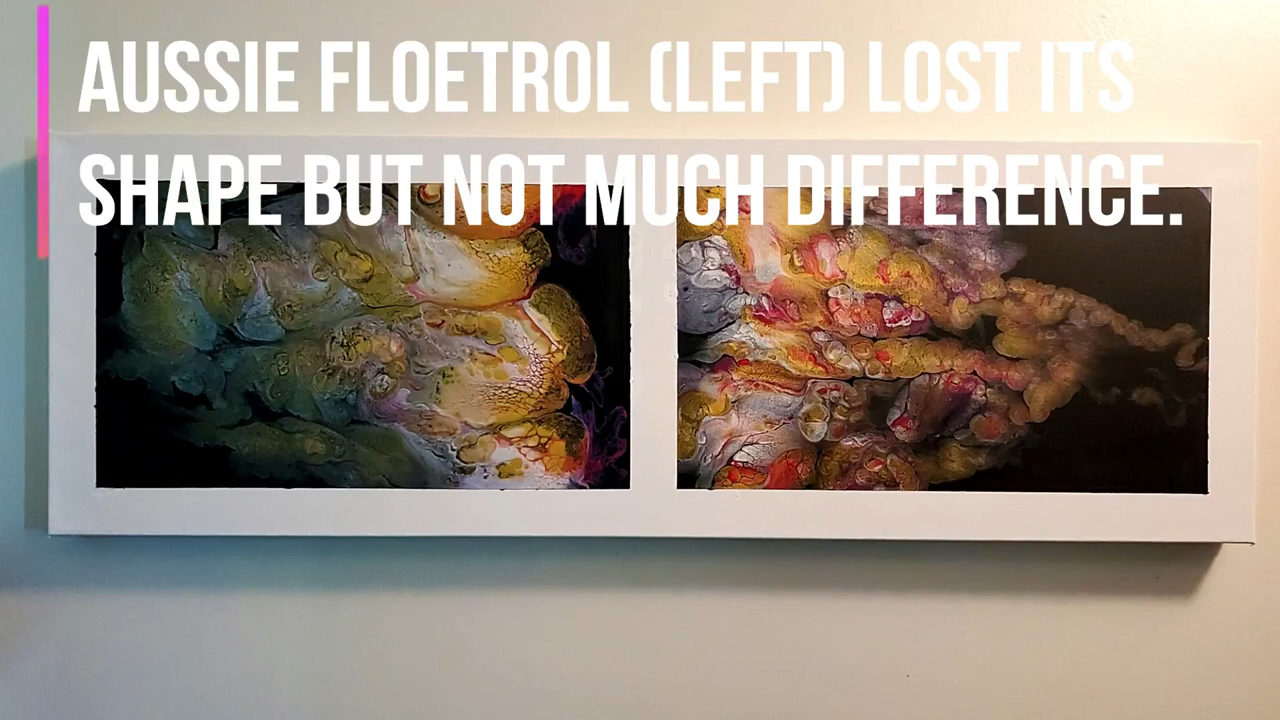 AUSSIE FLOETROL (LEFT) LOST ITS
SHAPE BUT NOT MUCH DIFFERENCE.